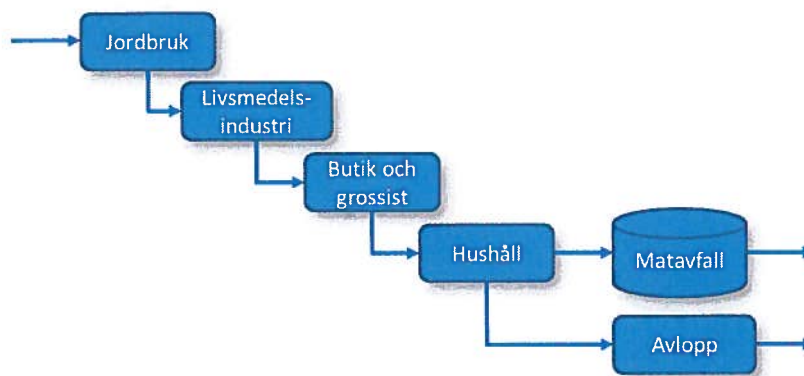 Jordbruk
Livsmedels-
industri
Butik och
grossist
Hushåll
Matavfall
Avlopp